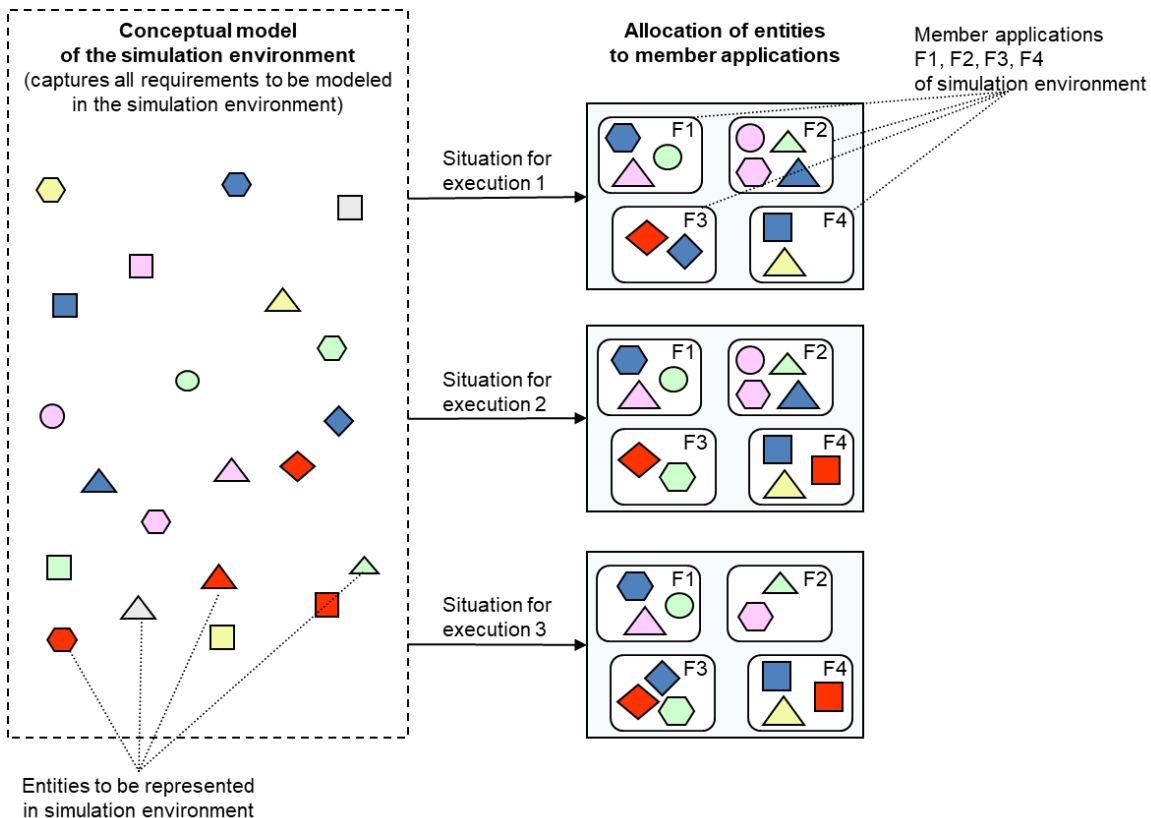 Conceptual model
of the simulation environment
(captures all requirements to be modeled
in the simulation environment)
Allocation of entities
to member applications
Member applications
F1, F2, F3, F4
of simulation environment
Situation for
execution 1
F1
F2
F3
F4
Situation for
execution 2
F1
F2
F3
F4
Situation for
execution 3
F1
F2
F3
F4
Entities to be represented
in simulation environment